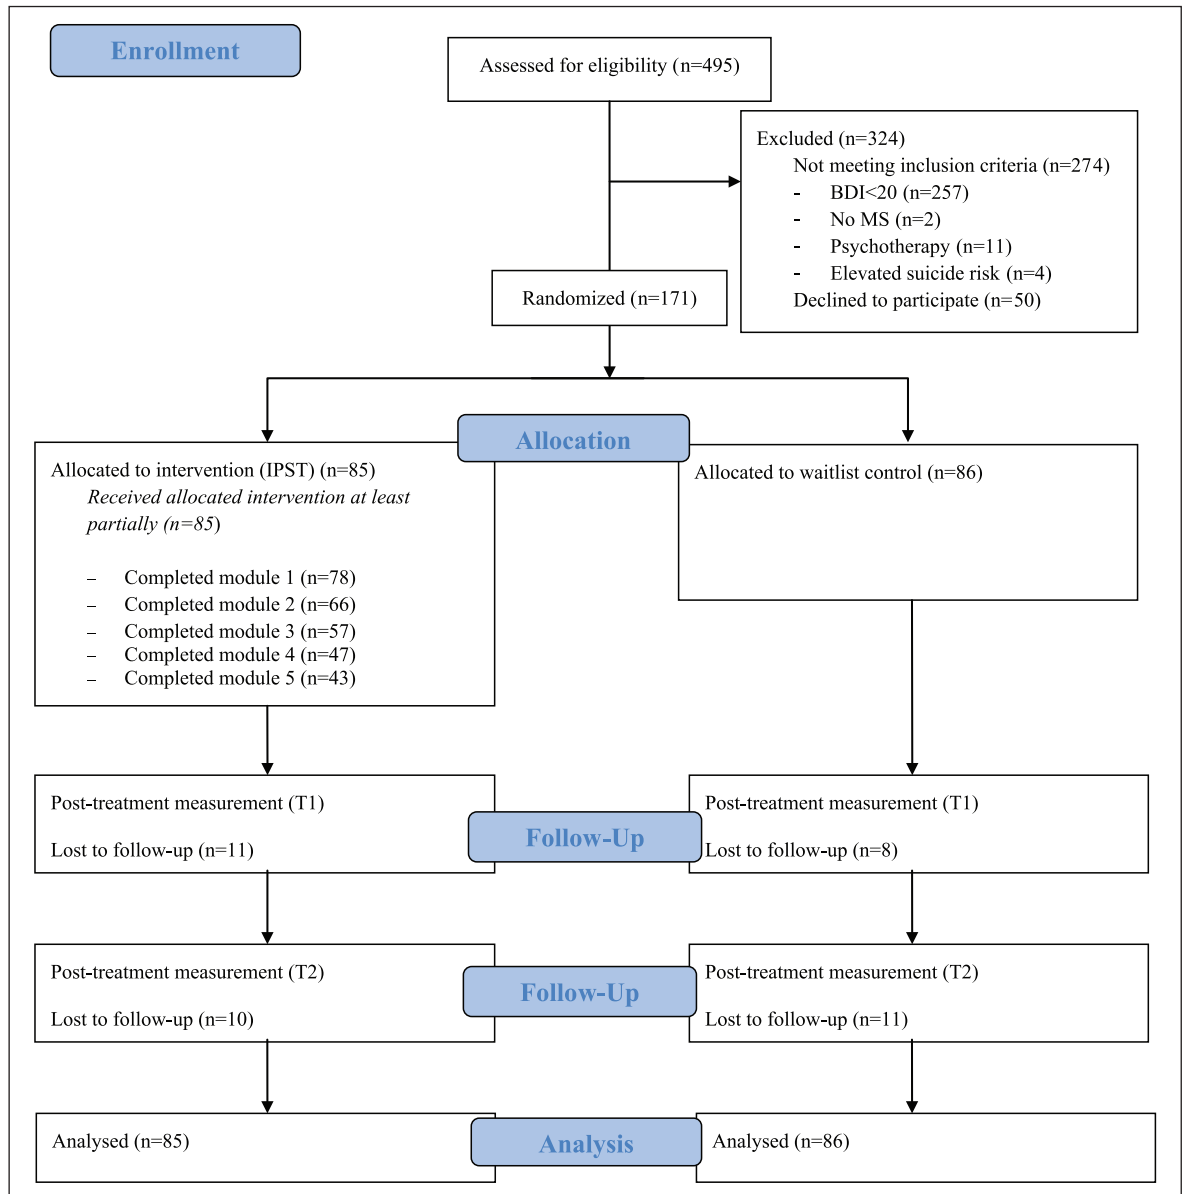 Enrollment
Assessed for eligibility (n=495)
Excluded (n=324)
Not meeting inclusion criteria (n=274)
- BDI<20 (n=257)
- No MS (n=2)
- Psychotherapy (n=11)
- Elevated suicide risk (n=4)
Declined to participate (n=50)
Randomized (n=171)
Allocation
Allocated to intervention (IPST) (n=85)
Received allocated intervention at least
partially (n=85)
– Completed module 1 (n=78)
– Completed module 2 (n=66)
– Completed module 3 (n=57)
– Completed module 4 (n=47)
– Completed module 5 (n=43)
Allocated to waitlist control (n=86)
Post-treatment measurement (T1)
Lost to follow-up (n=11)
Follow-Up
Post-treatment measurement (T1)
Lost to follow-up (n=8)
Post-treatment measurement (T2)
Lost to follow-up (n=10)
Follow-Up
Post-treatment measurement (T2)
Lost to follow-up (n=11)
Analysed (n=85)
Analysis
Analysed (n=86)